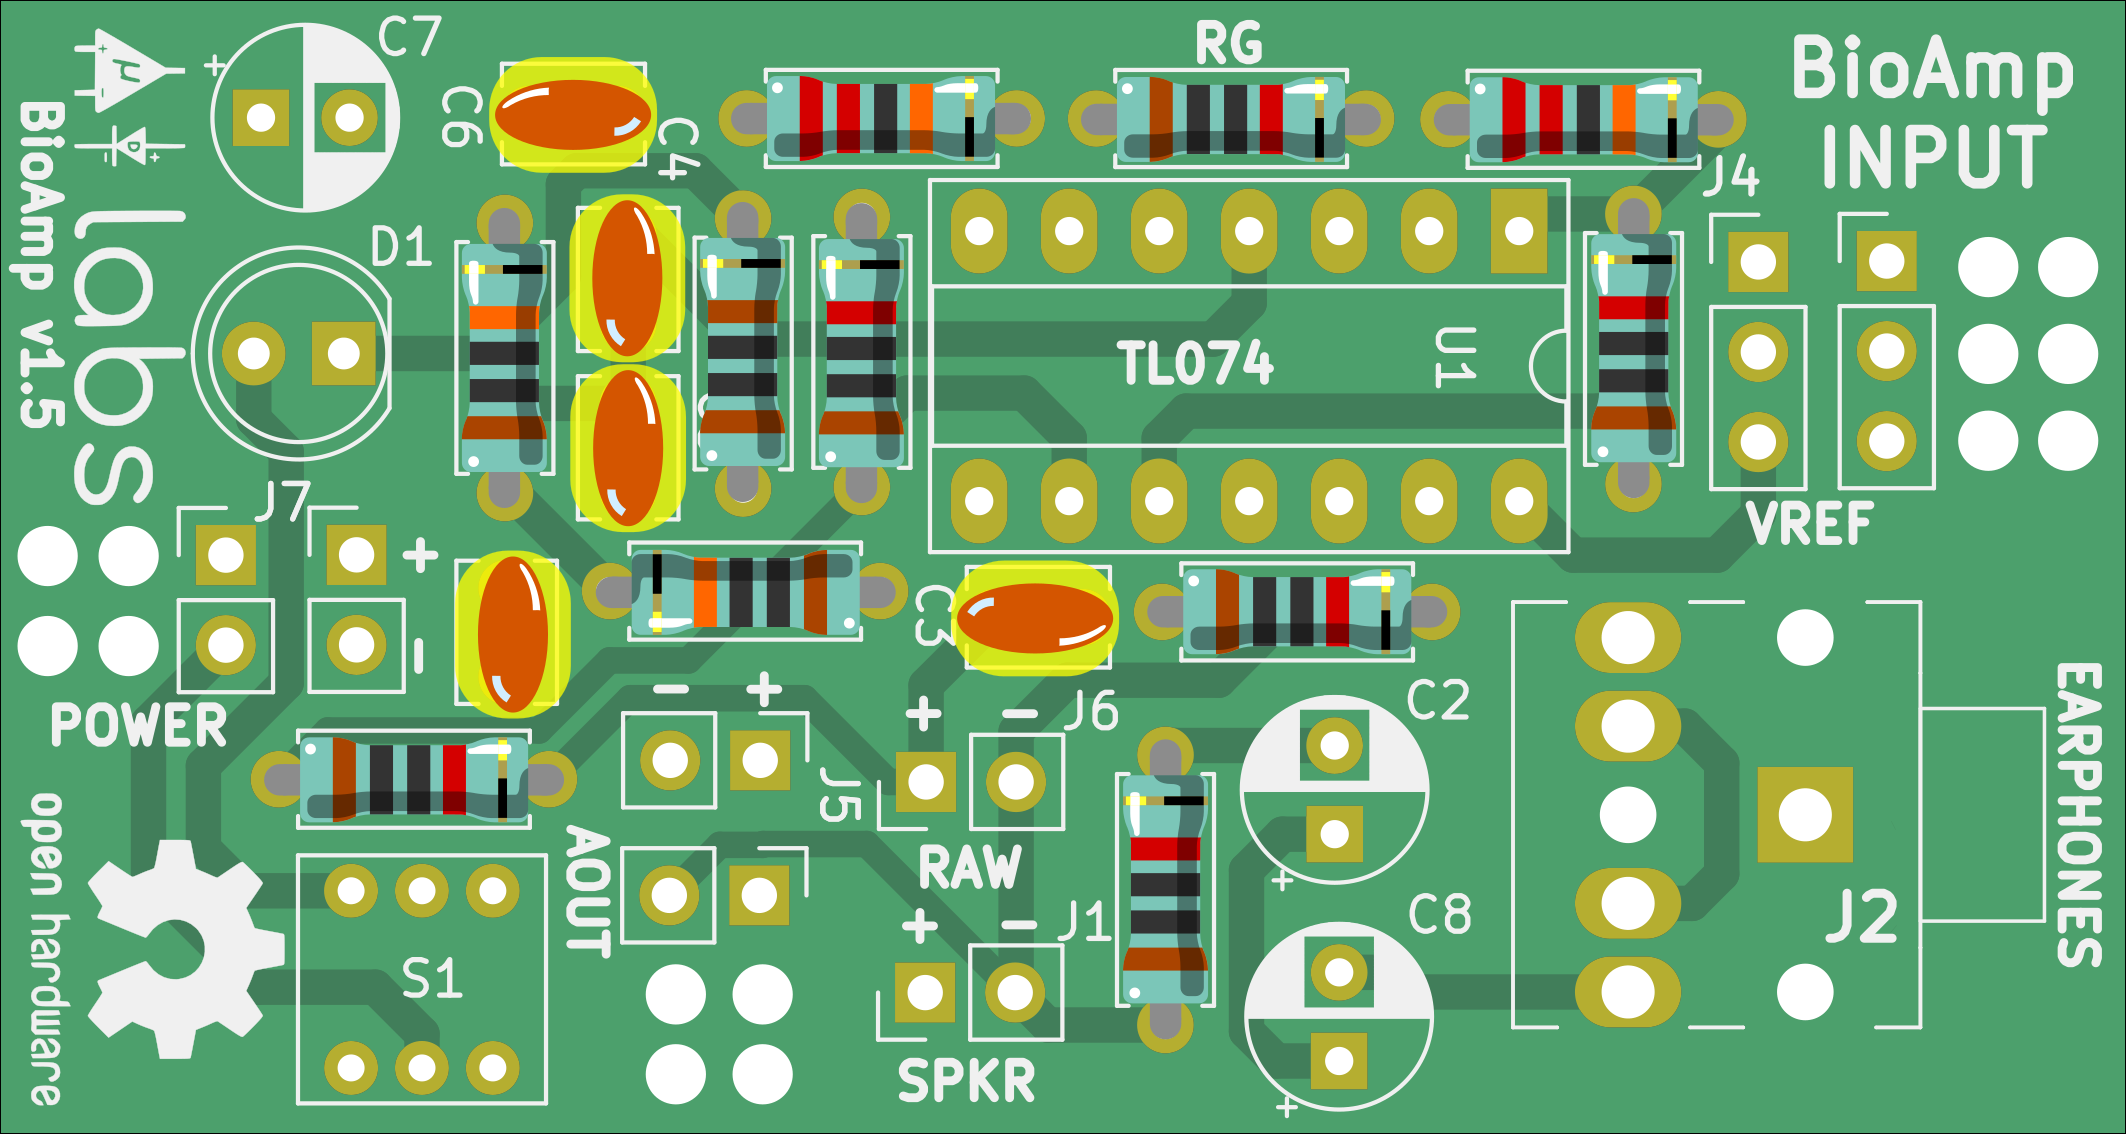 C7
+
RG
BioAmp
INPUT
C6
C4
+
J4
μ
D
- +
BioAmp v1.5
labs
D1
TL074
U1
VREF
J7
+
-
POWER
C3
- +
+ -
J6
C2
J5
RAW
+
AOUT
+ -
J1
C8
J2
EARPHONES
open hardware
S1
SPKR
+